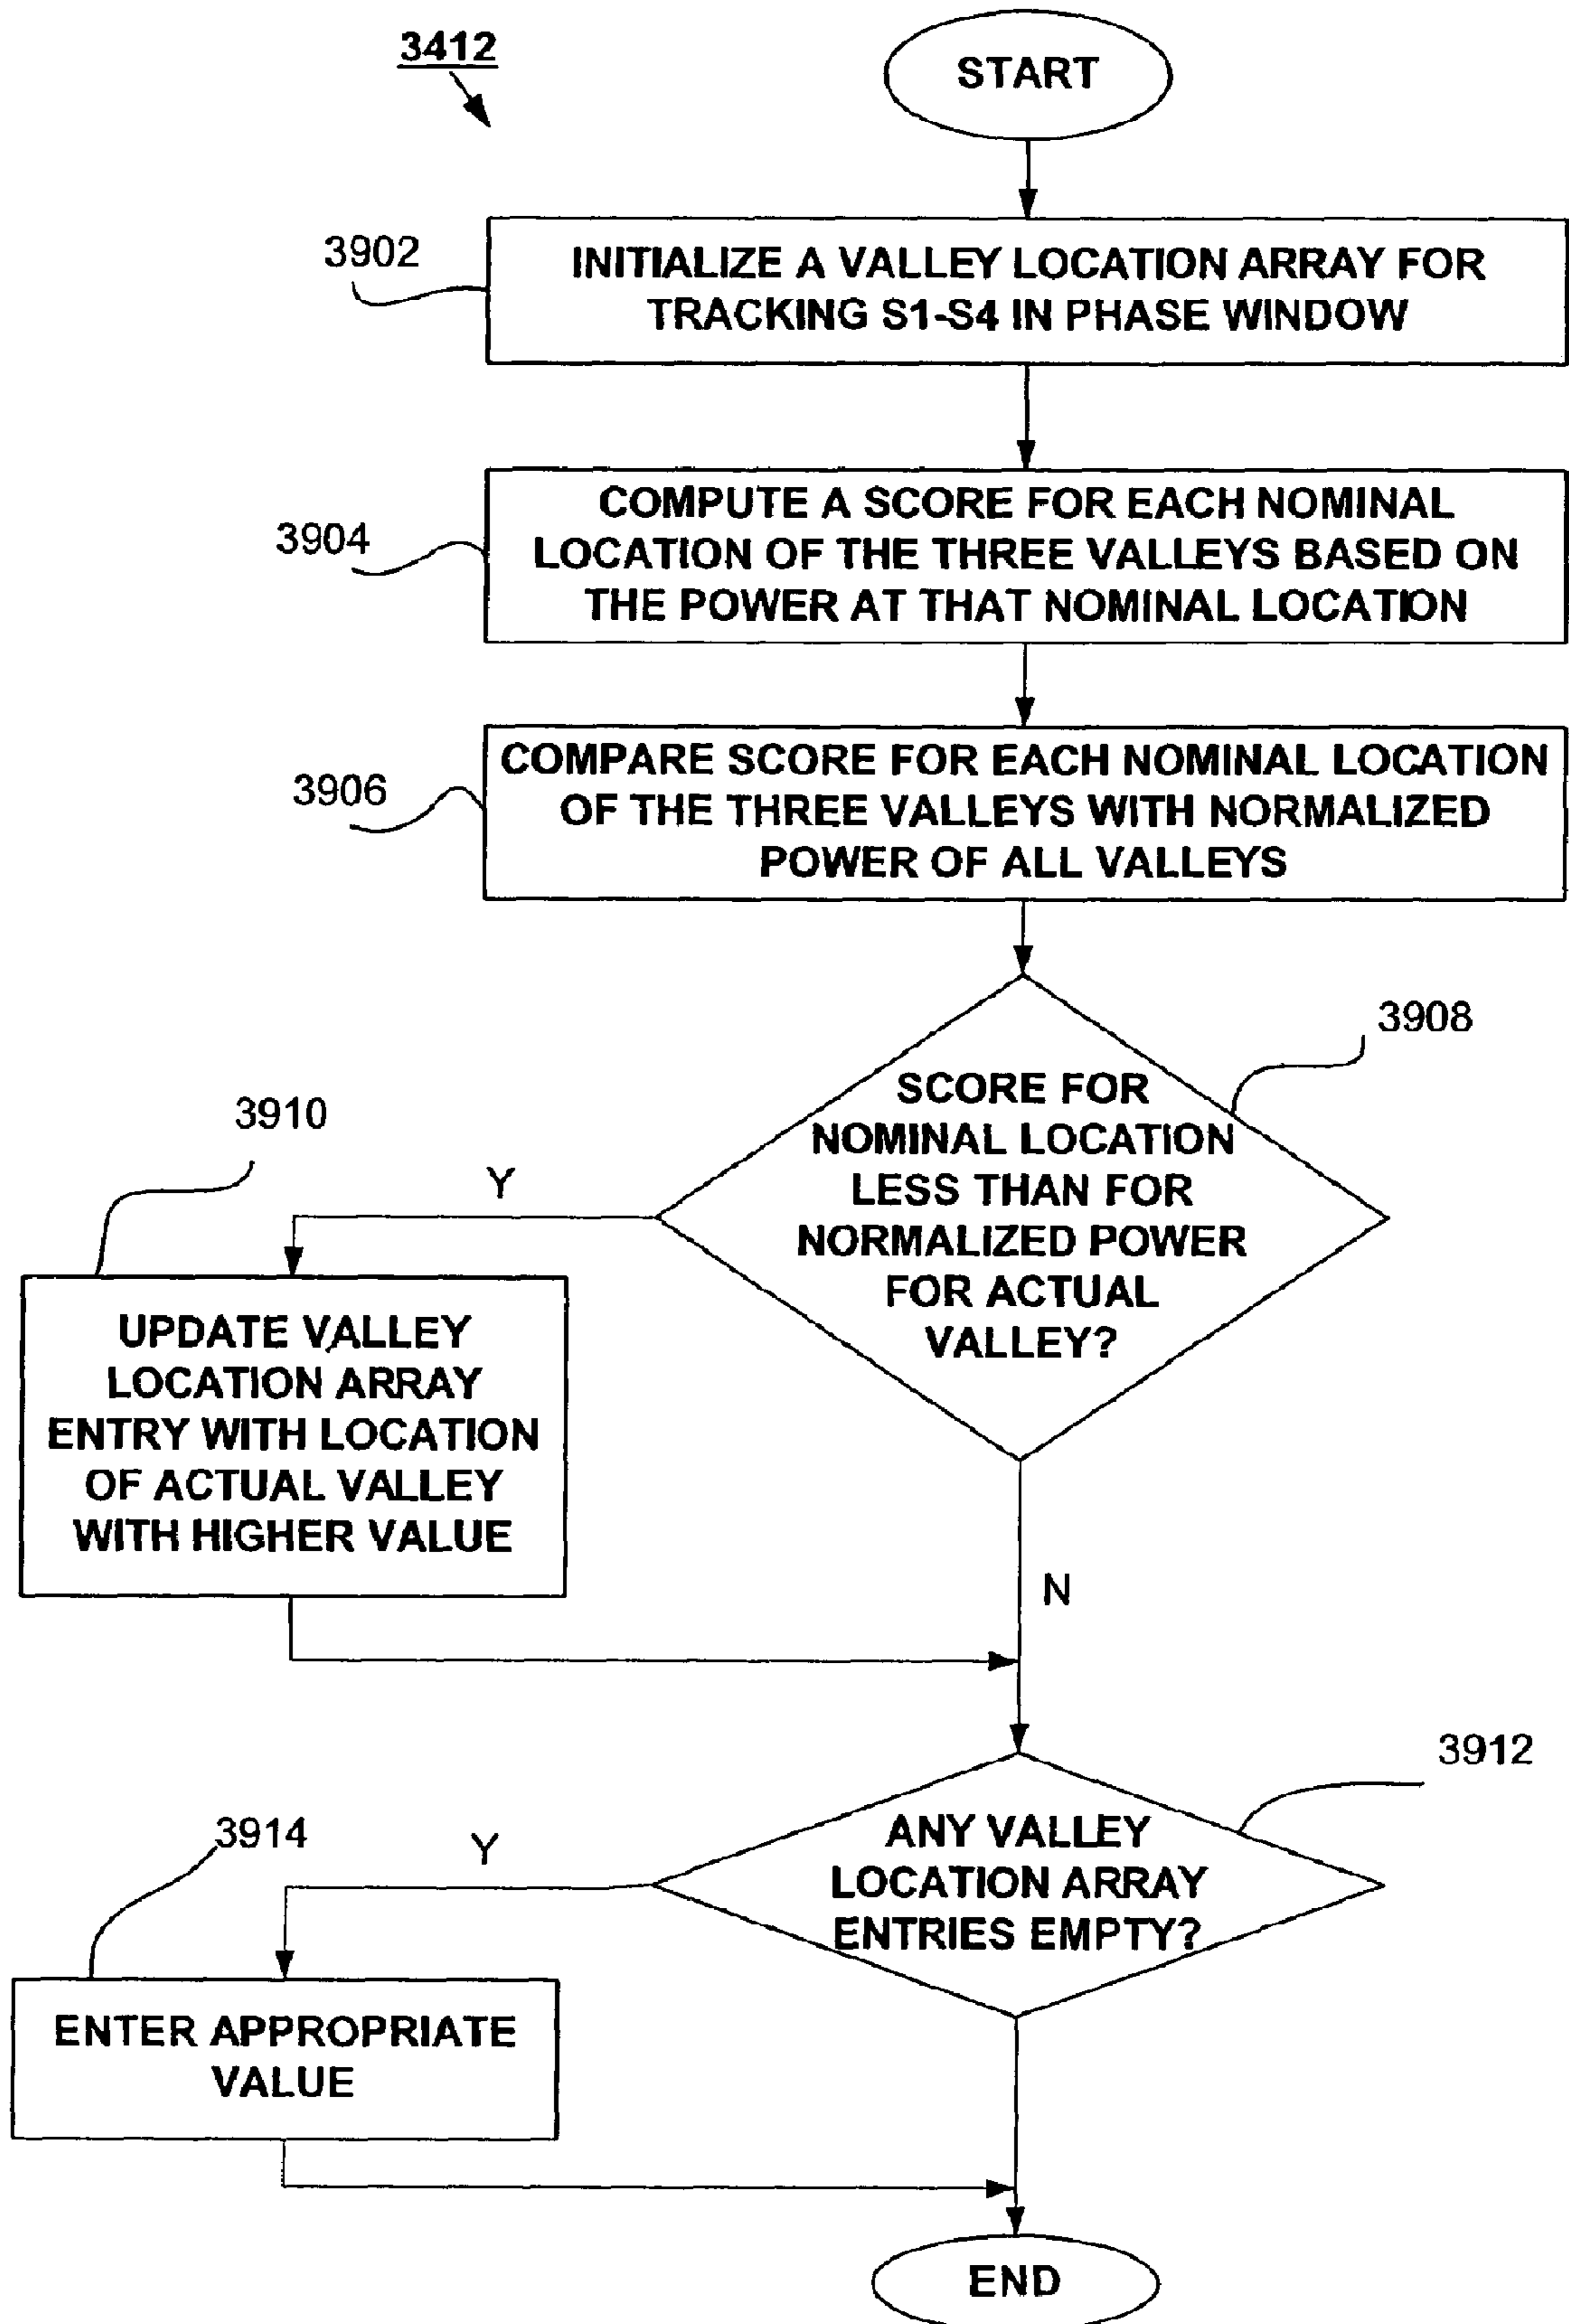 3412
START
3902
INITIALIZE A VALLEY LOCATION ARRAY FOR
TRACKING S1-S4 IN PHASE WINDOW
3904
COMPUTE A SCORE FOR EACH NOMINAL
LOCATION OF THE THREE VALLEYS BASED ON
THE POWER AT THAT NOMINAL LOCATION
3906
COMPARE SCORE FOR EACH NOMINAL LOCATION
OF THE THREE VALLEYS WITH NORMALIZED
POWER OF ALL VALLEYS
3908
SCORE FOR
NOMINAL LOCATION
LESS THAN FOR
NORMALIZED POWER
FOR ACTUAL
VALLEY?
Y
3910
UPDATE VALLEY
LOCATION ARRAY
ENTRY WITH LOCATION
OF ACTUAL VALLEY
WITH HIGHER VALUE
N
3912
ANY VALLEY
LOCATION ARRAY
ENTRIES EMPTY?
Y
3914
ENTER APPROPRIATE
VALUE
END